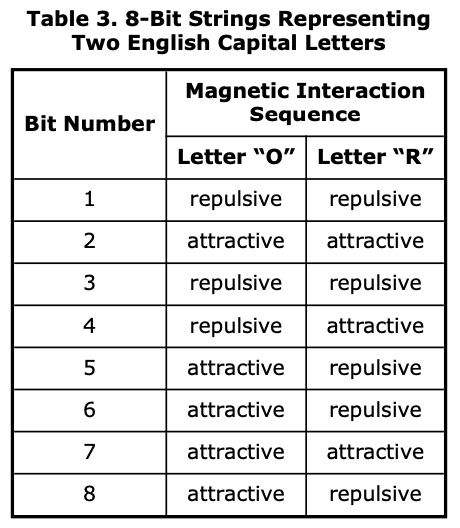 Table 3. 8-Bit Strings Representing
Two English Capital Letters
Bit Number
Magnetic Interaction
Sequence
Letter “O” Letter “R”
1 repulsive repulsive
2 attractive attractive
3 repulsive repulsive
4 repulsive attractive
5 attractive repulsive
6 attractive repulsive
7 attractive attractive
8 attractive repulsive